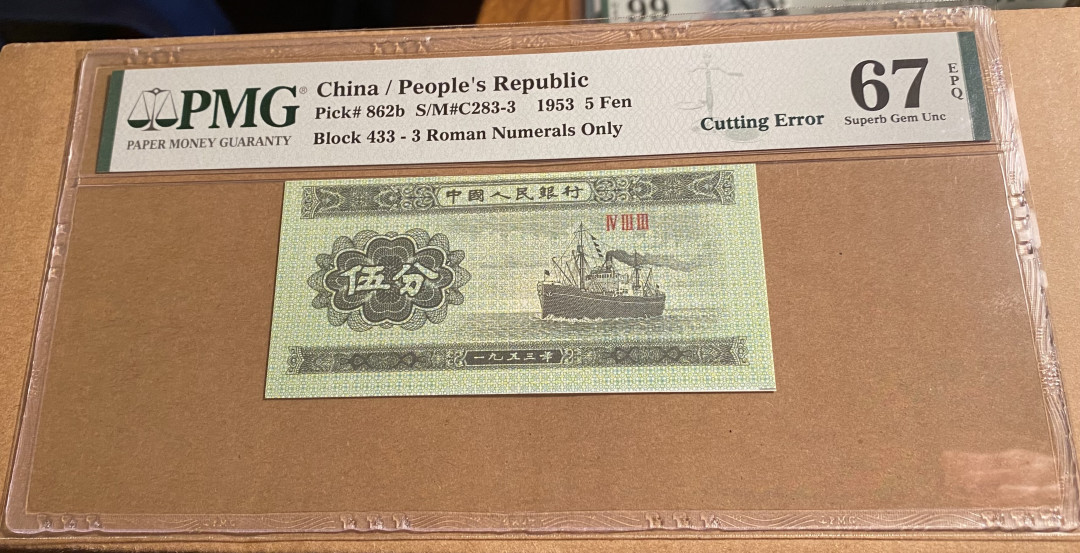 99
PMG®
PAPER MONEY GUARANTY
China / People's Republic
Pick# 862b S/M#C283-3 1953 5 Fen
Block 433 - 3 Roman Numerals Only
Cutting Error
67
EPQ
Superb Gem Unc
中國人民銀行
IV III III
伍分
一九五三年